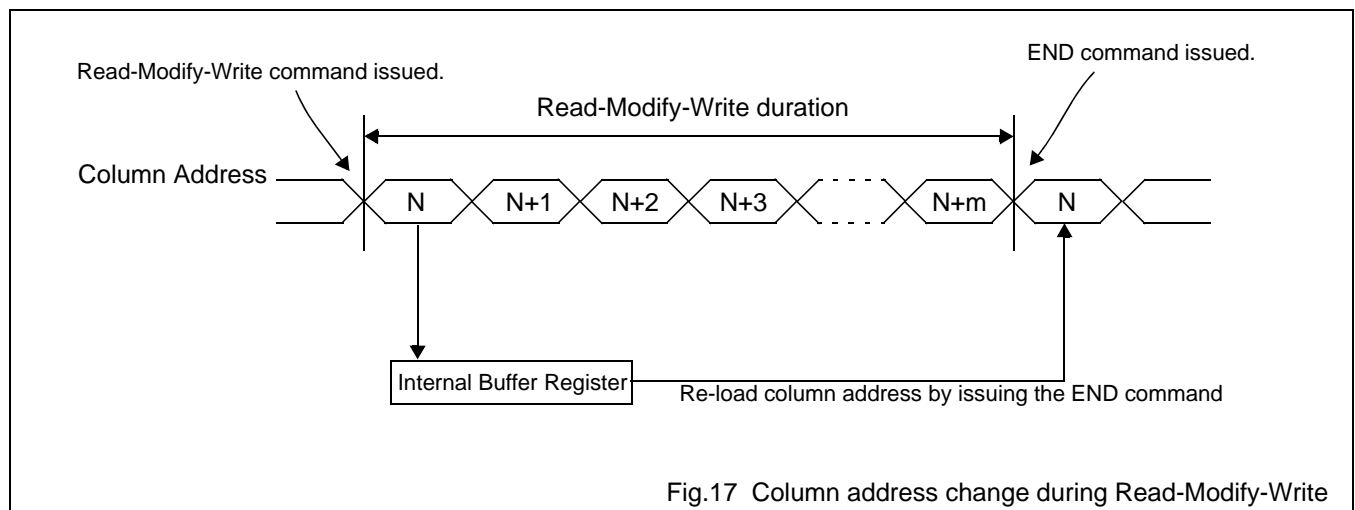 Read-Modify-Write command issued.
END command issued.
Read-Modify-Write duration
Column Address
N
N+1
N+2
N+3
N+m
N
Internal Buffer Register
Re-load column address by issuing the END command
Fig.17 Column address change during Read-Modify-Write